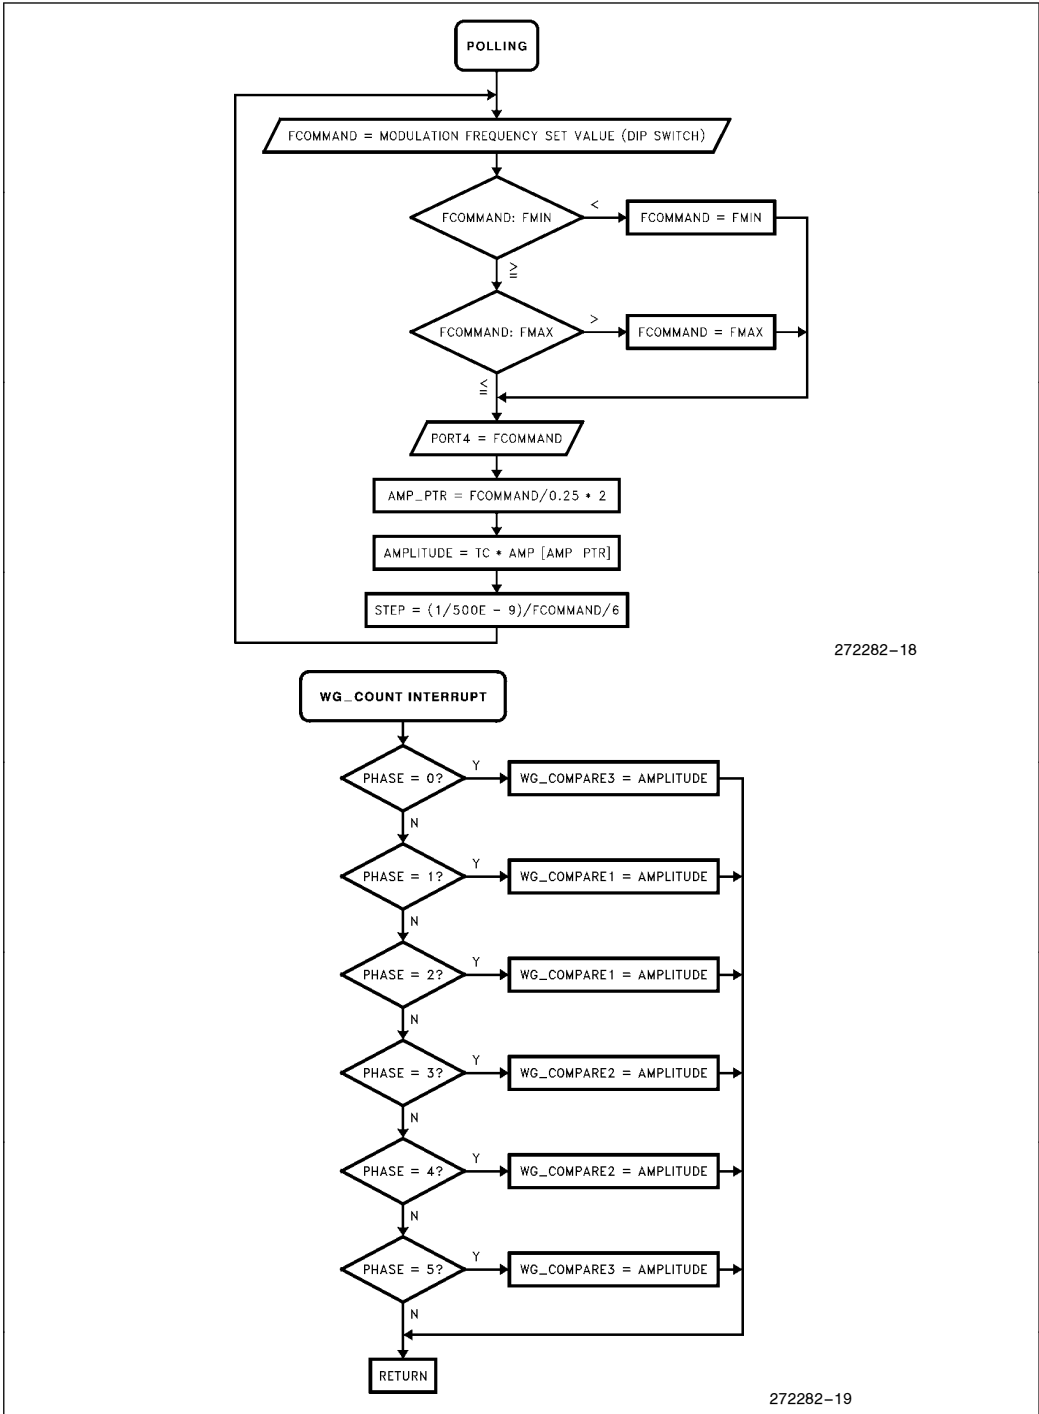 POLLING
FCOMMAND = MODULATION FREQUENCY SET VALUE (DIP SWITCH)
FCOMMAND: FMIN
<
FCOMMAND = FMIN
≧
FCOMMAND: FMAX
>
FCOMMAND = FMAX
≦
PORT4 = FCOMMAND
AMP_PTR = FCOMMAND/0.25 * 2
AMPLITUDE = TC * AMP [AMP PTR]
STEP = (1/500E - 9)/FCOMMAND/6
272282-18
WG_COUNT INTERRUPT
PHASE = 0?
Y
WG_COMPARE3 = AMPLITUDE
N
PHASE = 1?
Y
WG_COMPARE1 = AMPLITUDE
N
PHASE = 2?
Y
WG_COMPARE1 = AMPLITUDE
N
PHASE = 3?
Y
WG_COMPARE2 = AMPLITUDE
N
PHASE = 4?
Y
WG_COMPARE2 = AMPLITUDE
N
PHASE = 5?
Y
WG_COMPARE3 = AMPLITUDE
N
RETURN
272282-19